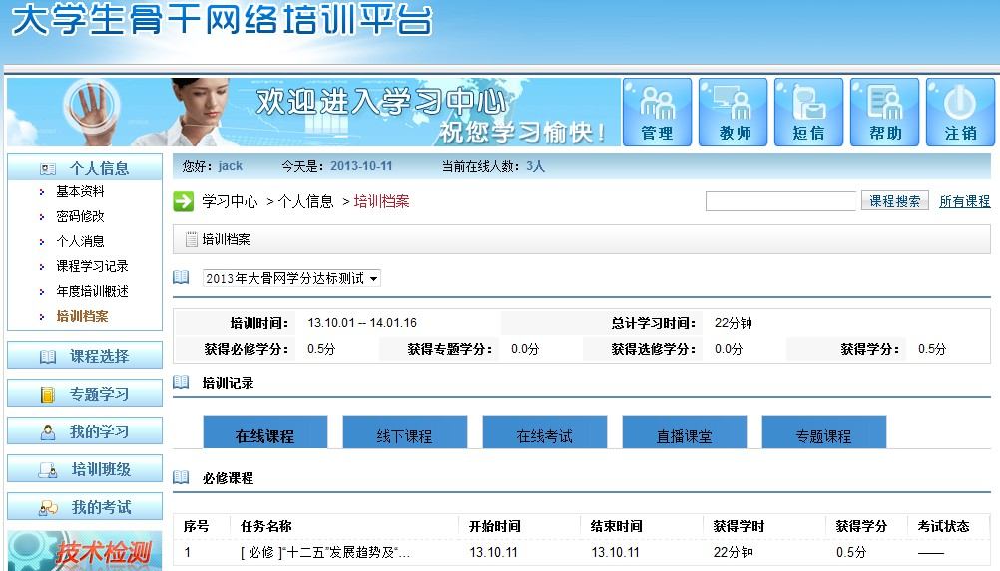 大学生骨干网络培训平台
欢迎进入学习中心
祝您学习愉快！
管理 教师 短信 帮助 注销
个人信息
基本资料
密码修改
个人消息
课程学习记录
年度培训概述
培训档案
课程选择
专题学习
我的学习
培训班级
我的考试
技术检测
您好：jack 今天是：2013-10-11 当前在线人数：3人
学习中心 >个人信息 >培训档案 课程搜索 所有课程
培训档案
2013年大骨网学分达标测试
培训时间： 13.10.01 -- 14.01.16 总计学习时间： 22分钟
获得必修学分： 0.5分 获得专题学分： 0.0分 获得选修学分： 0.0分 获得学分： 0.5分
培训记录
在线课程 线下课程 在线考试 直播课堂 专题课程
必修课程
序号 任务名称 开始时间 结束时间 获得学时 获得学分 考试状态
1 [ 必修 ]“十二五”发展趋势及“... 13.10.11 13.10.11 22分钟 0.5分 ——